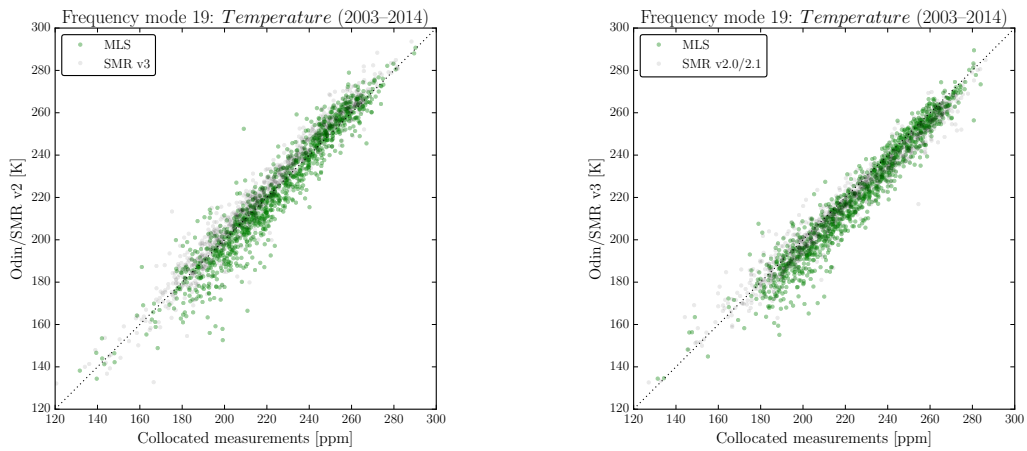 Frequency mode 19: Temperature (2003–2014)
MLS
SMR v3
Odin/SMR v2 [K]
300
280
260
240
220
200
180
160
140
120
120 140 160 180 200 220 240 260 280 300
Collocated measurements [ppm]
Frequency mode 19: Temperature (2003–2014)
MLS
SMR v2.0/2.1
Odin/SMR v3 [K]
300
280
260
240
220
200
180
160
140
120
120 140 160 180 200 220 240 260 280 300
Collocated measurements [ppm]